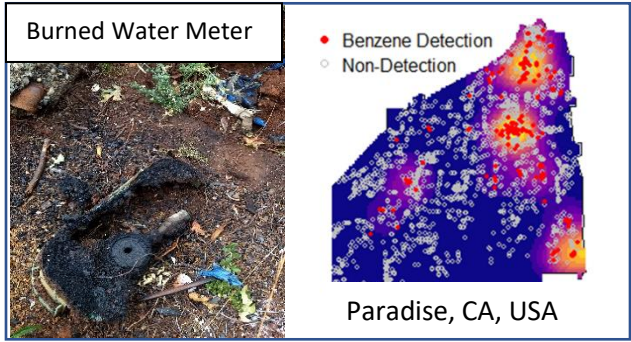 Burned Water Meter
Benzene Detection
Non-Detection
Paradise, CA, USA